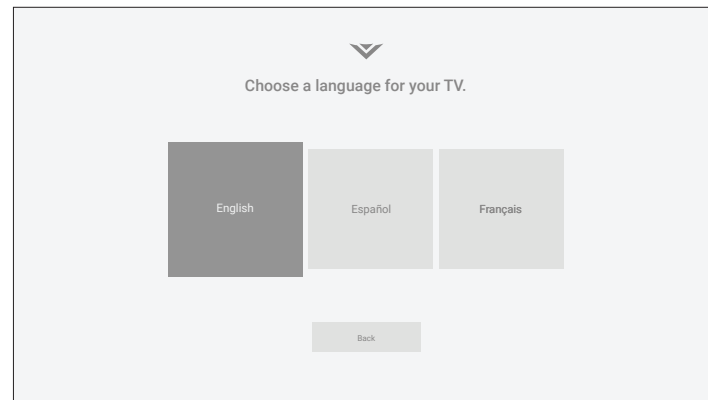 Choose a language for your TV.
English
Español
Français
Back